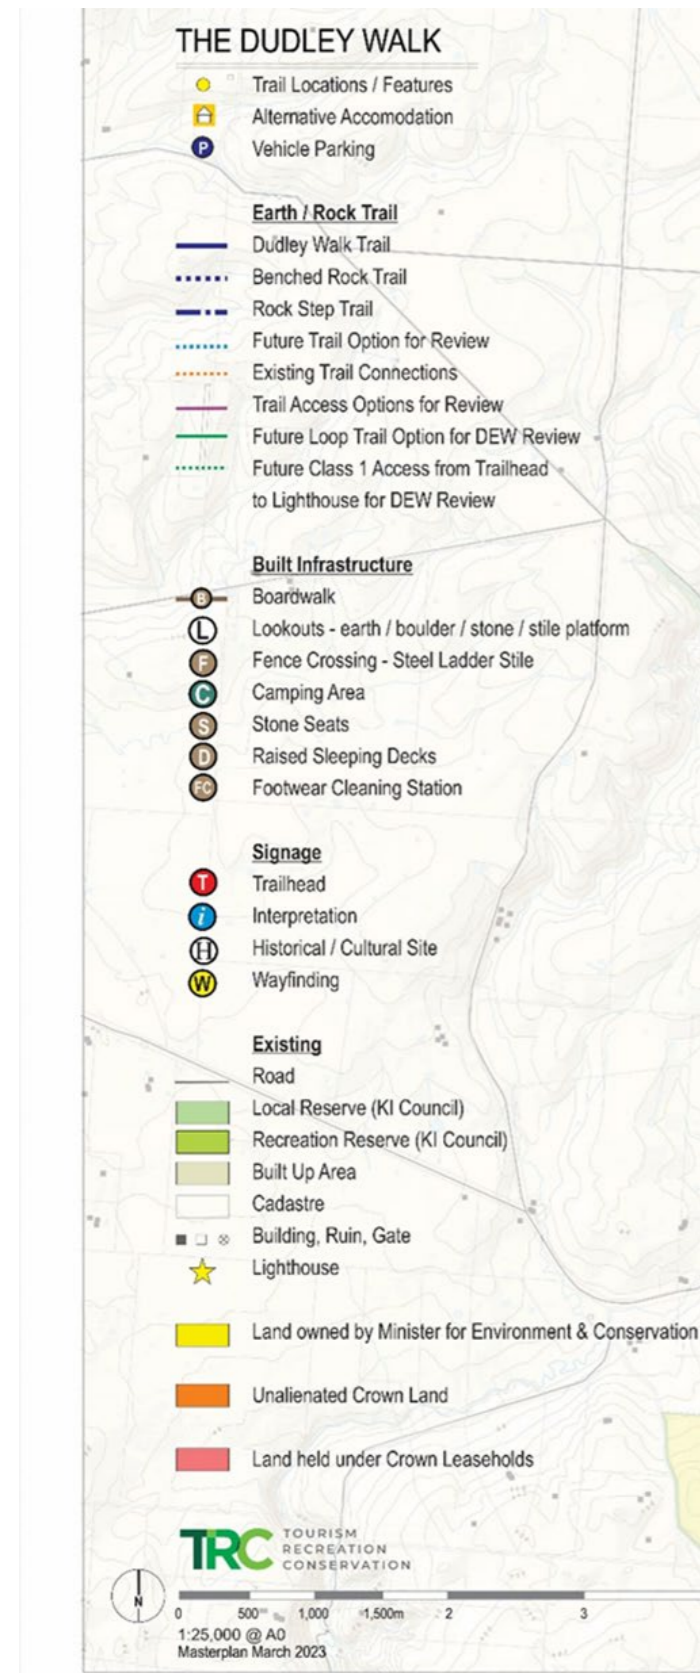 THE DUDLEY WALK
Trail Locations / Features
Alternative Accomodation
P Vehicle Parking
Earth / Rock Trail
Dudley Walk Trail
Benched Rock Trail
Rock Step Trail
Future Trail Option for Review
Existing Trail Connections
Trail Access Options for Review
Future Loop Trail Option for DEW Review
Future Class 1 Access from Trailhead
to Lighthouse for DEW Review
Built Infrastructure
B Boardwalk
L Lookouts - earth / boulder / stone / stile platform
F Fence Crossing - Steel Ladder Stile
C Camping Area
S Stone Seats
D Raised Sleeping Decks
FC Footwear Cleaning Station
Signage
T Trailhead
i Interpretation
H Historical / Cultural Site
W Wayfinding
Existing
Road
Local Reserve (KI Council)
Recreation Reserve (KI Council)
Built Up Area
Cadastre
Building, Ruin, Gate
Lighthouse
Land owned by Minister for Environment & Conservation
Unalienated Crown Land
Land held under Crown Leaseholds
TRC TOURISM
RECREATION
CONSERVATION
N
0 500 1,000 1,500m 2 3
1:25,000 @ A0
Masterplan March 2023